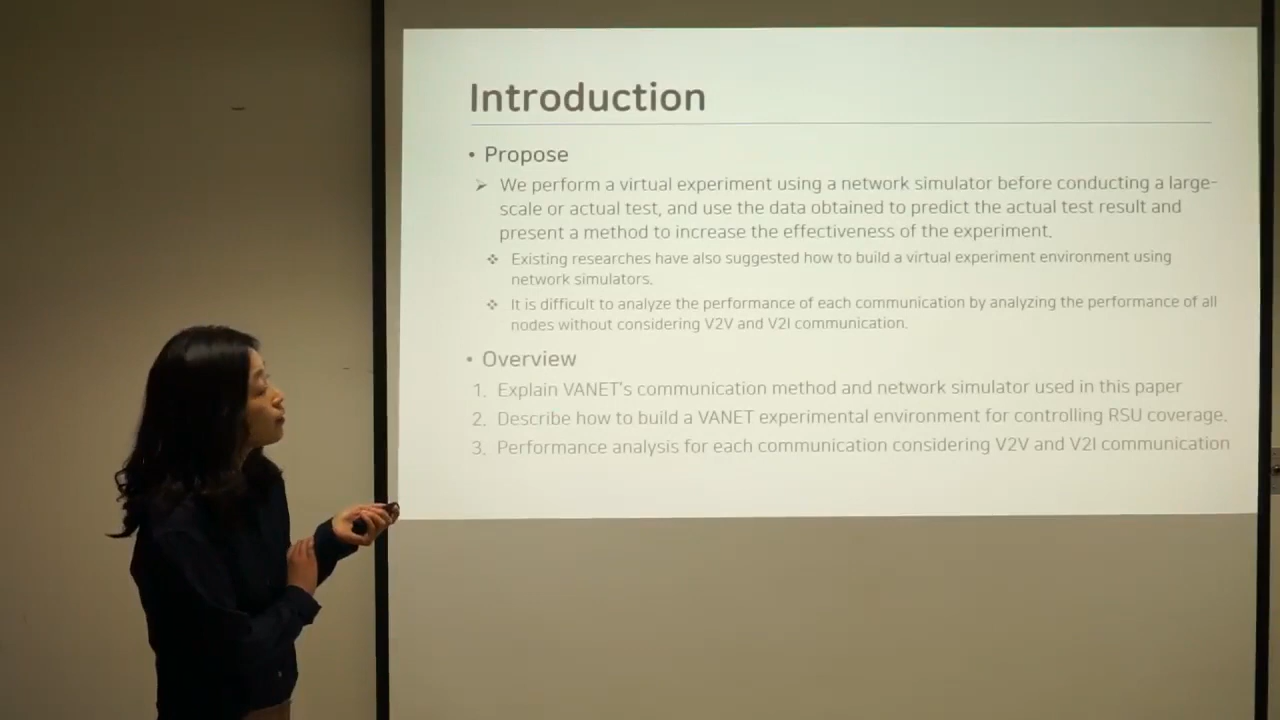 Introduction
• Propose
➢ We perform a virtual experiment using a network simulator before conducting a large-
scale or actual test, and use the data obtained to predict the actual test result and
present a method to increase the effectiveness of the experiment.
❖ Existing researches have also suggested how to build a virtual experiment environment using
network simulators.
❖ It is difficult to analyze the performance of each communication by analyzing the performance of all
nodes without considering V2V and V2I communication.
• Overview
1. Explain VANET's communication method and network simulator used in this paper
2. Describe how to build a VANET experimental environment for controlling RSU coverage.
3. Performance analysis for each communication considering V2V and V2I communication